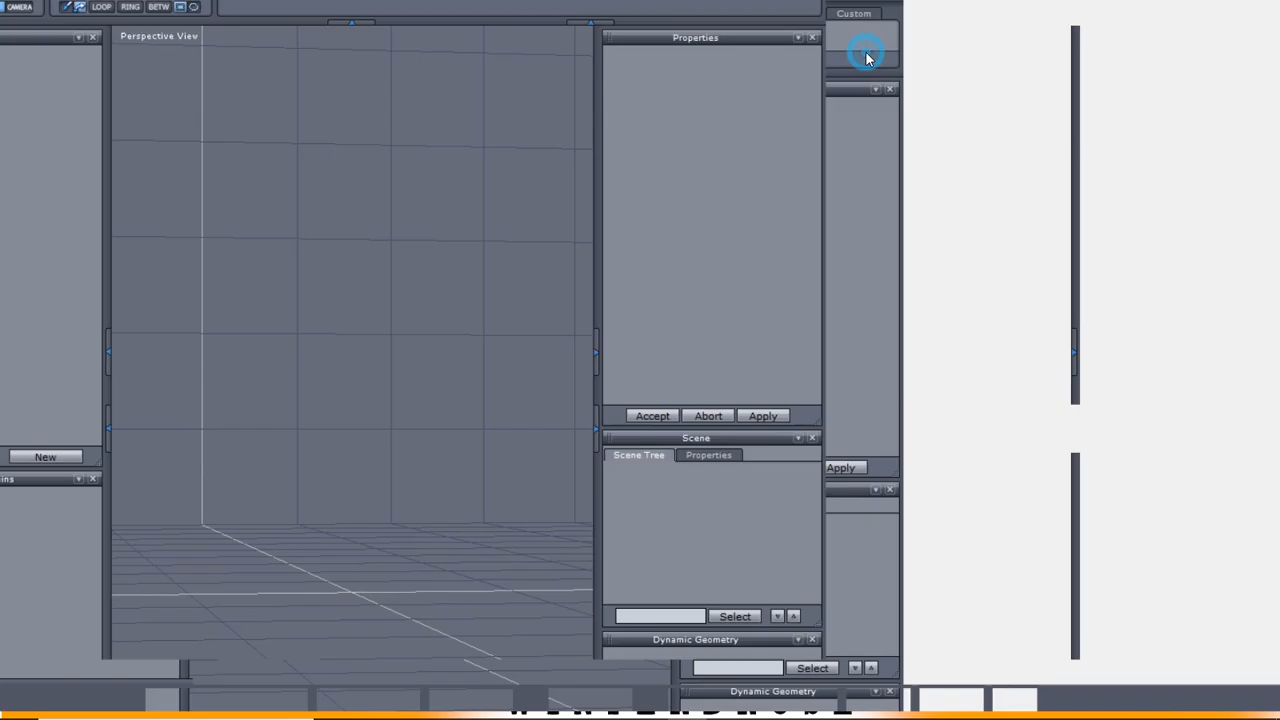 CAMERA LOOP RING BETW
Custom
Perspective View
Properties
Accept Abort Apply
Scene
Scene Tree Properties
New
Apply
ins
Select
Dynamic Geometry
Select
Dynamic Geometry